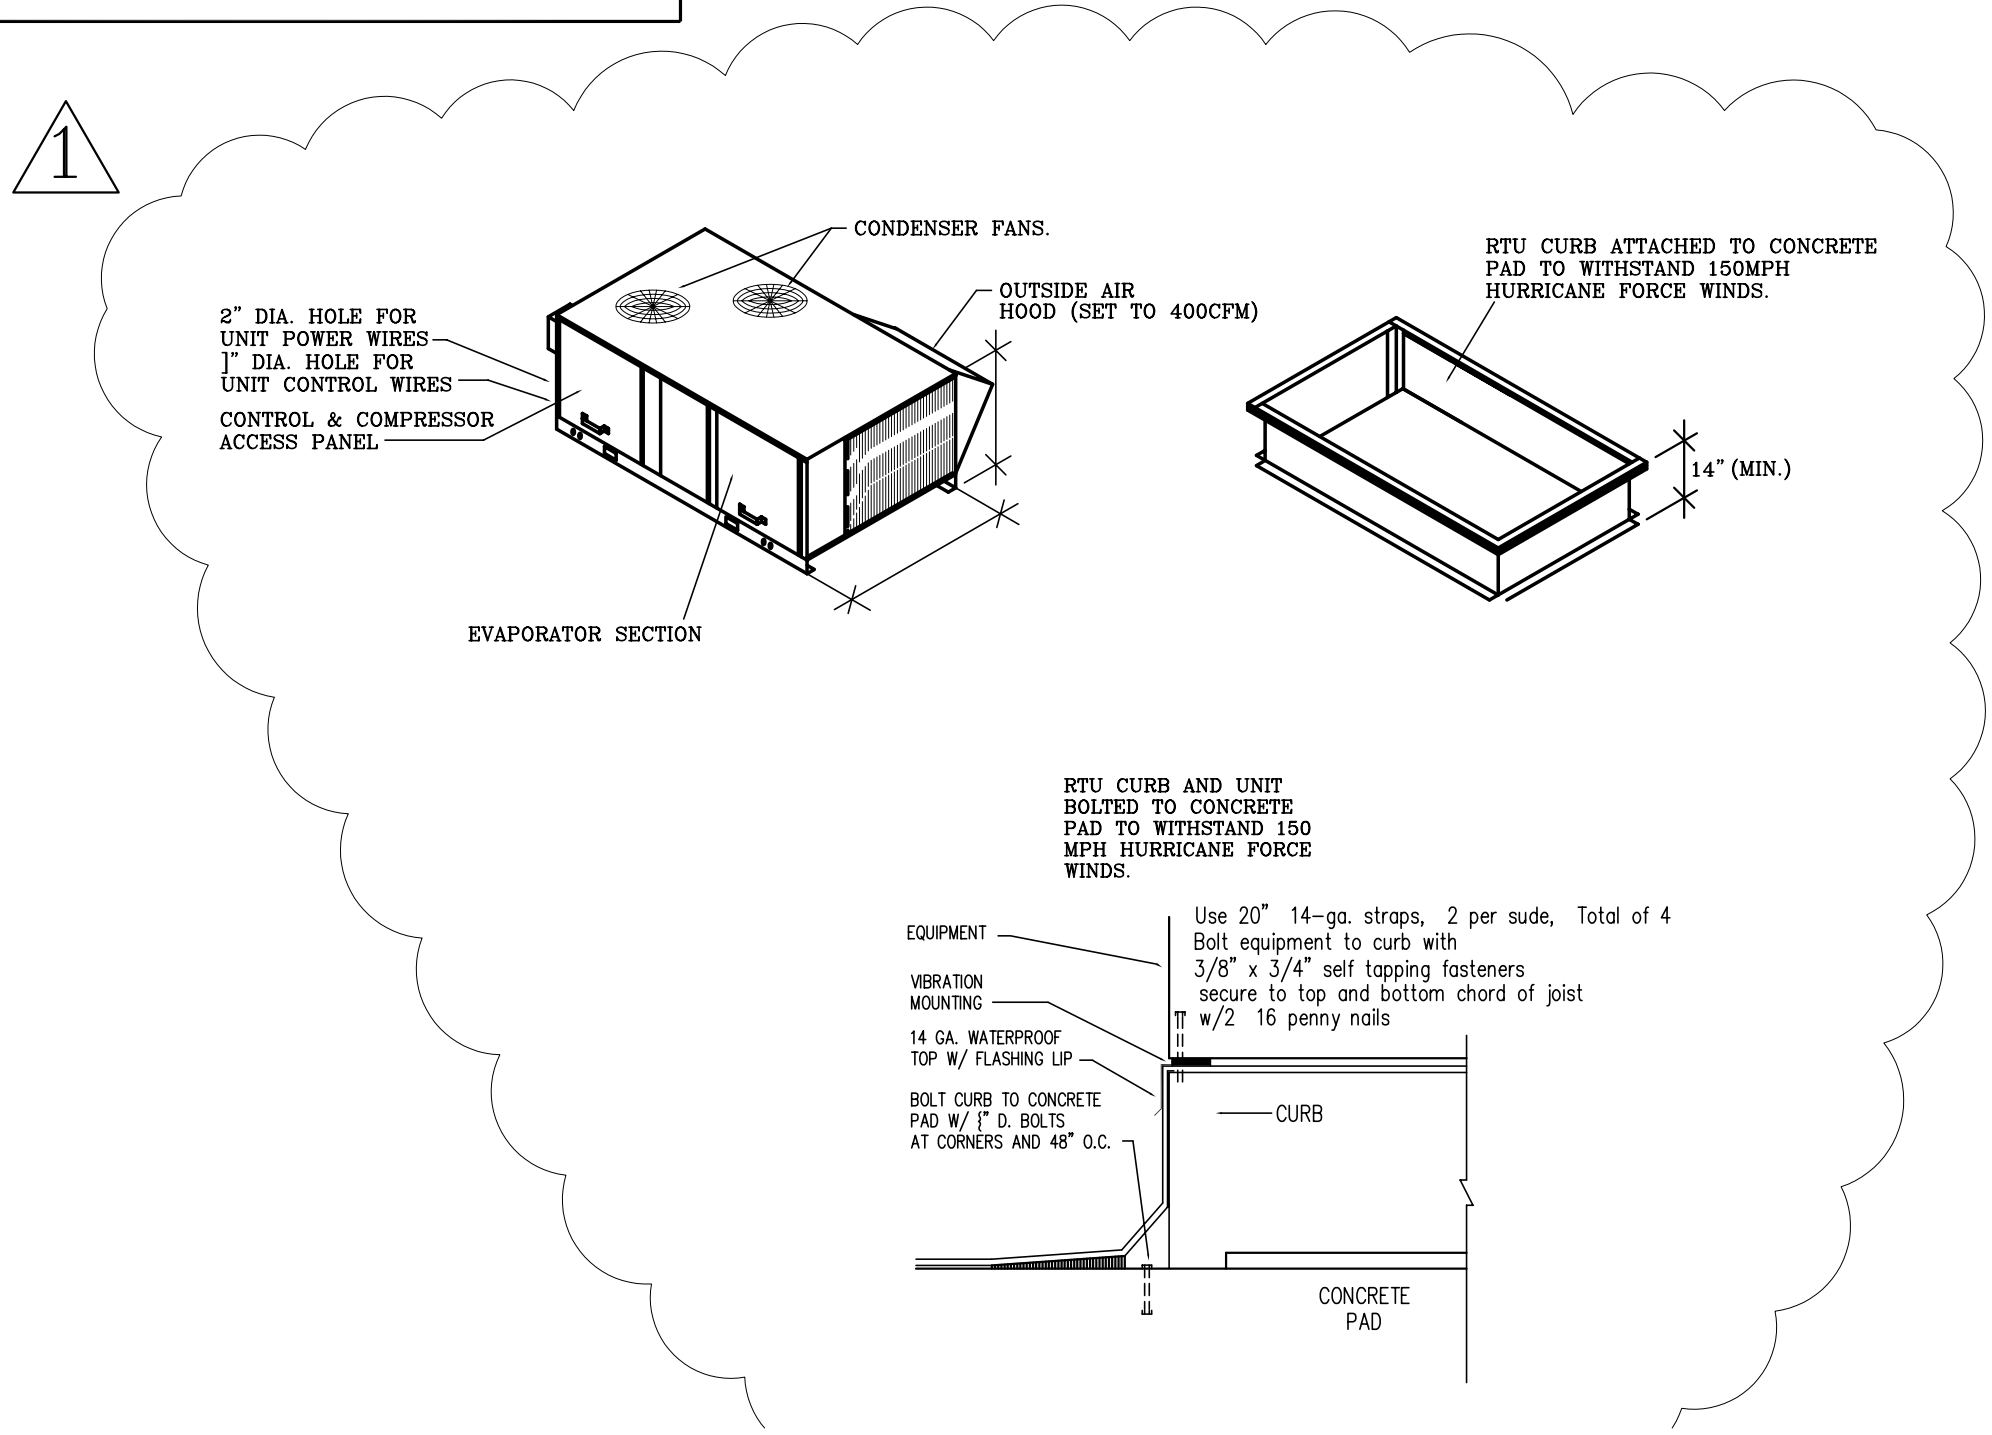 1
CONDENSER FANS.
OUTSIDE AIR
HOOD (SET TO 400CFM)
2" DIA. HOLE FOR
UNIT POWER WIRES
]" DIA. HOLE FOR
UNIT CONTROL WIRES
CONTROL & COMPRESSOR
ACCESS PANEL
EVAPORATOR SECTION
RTU CURB ATTACHED TO CONCRETE
PAD TO WITHSTAND 150MPH
HURRICANE FORCE WINDS.
14" (MIN.)
RTU CURB AND UNIT
BOLTED TO CONCRETE
PAD TO WITHSTAND 150
MPH HURRICANE FORCE
WINDS.
Use 20" 14-ga. straps, 2 per sude, Total of 4
Bolt equipment to curb with
3/8" x 3/4" self tapping fasteners
secure to top and bottom chord of joist
w/2 16 penny nails
EQUIPMENT
VIBRATION
MOUNTING
14 GA. WATERPROOF
TOP W/ FLASHING LIP
BOLT CURB TO CONCRETE
PAD W/ {" D. BOLTS
AT CORNERS AND 48" O.C.
CURB
CONCRETE
PAD